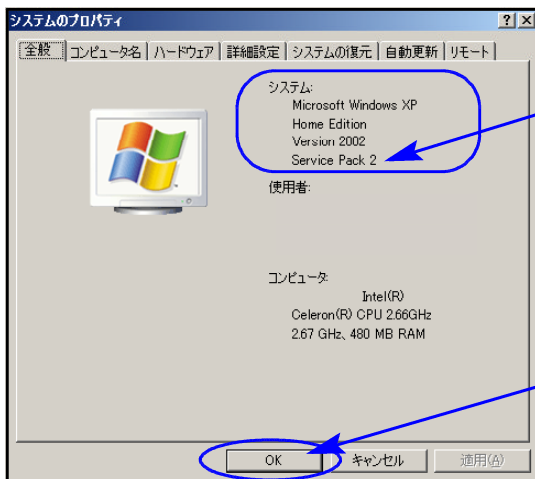 システムのプロパティ
全般 コンピュータ名 ハードウェア 詳細設定 システムの復元 自動更新 リモート
システム:
Microsoft Windows XP
Home Edition
Version 2002
Service Pack 2
使用者:
コンピュータ:
Intel(R)
Celeron(R) CPU 2.66GHz
2.67 GHz、480 MB RAM
OK キャンセル 適用(A)